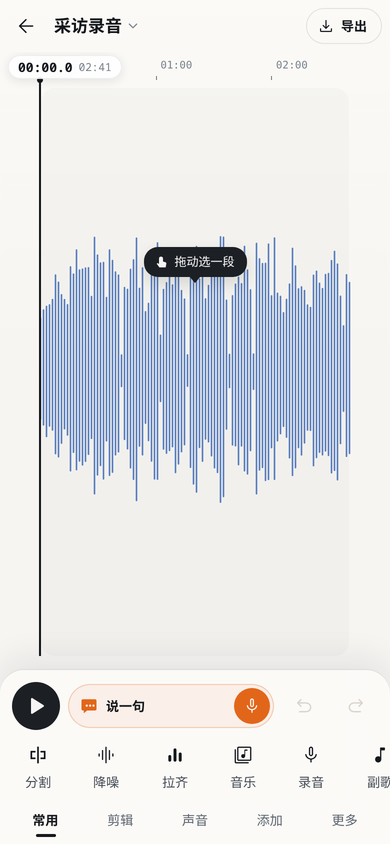 采访录音
导出
00:00.0 02:41
01:00
02:00
拖动选一段
说一句
分割
降噪
拉齐
音乐
录音
副歌
常用
剪辑
声音
添加
更多